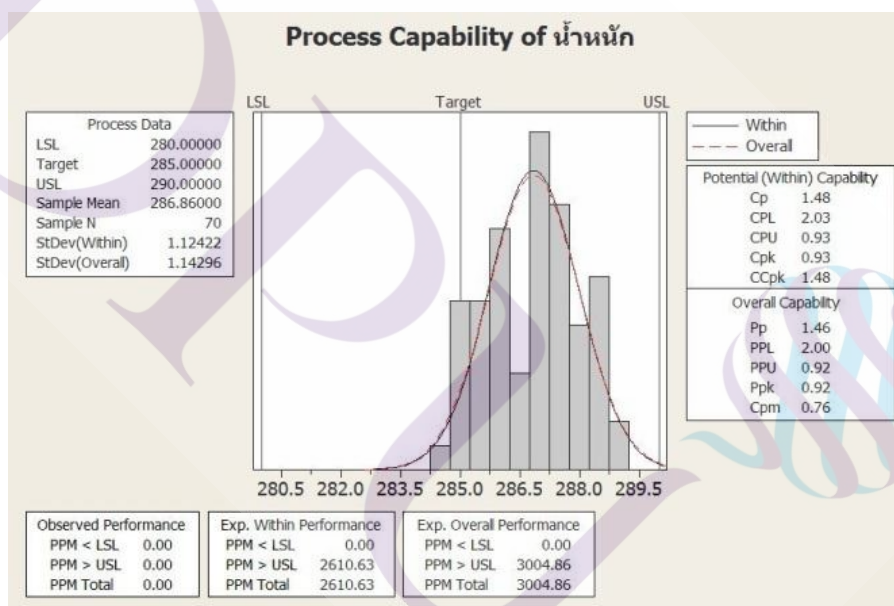 Process Capability of น้ำหนัก
LSL Target USL
Process Data
LSL 280.00000
Target 285.00000
USL 290.00000
Sample Mean 286.86000
Sample N 70
StDev(Within) 1.12422
StDev(Overall) 1.14296
Within
Overall
Potential (Within) Capability
Cp 1.48
CPL 2.03
CPU 0.93
Cpk 0.93
CCpk 1.48
Overall Capability
Pp 1.46
PPL 2.00
PPU 0.92
Ppk 0.92
Cpm 0.76
280.5 282.0 283.5 285.0 286.5 288.0 289.5
Observed Performance
PPM < LSL 0.00
PPM > USL 0.00
PPM Total 0.00
Exp. Within Performance
PPM < LSL 0.00
PPM > USL 2610.63
PPM Total 2610.63
Exp. Overall Performance
PPM < LSL 0.00
PPM > USL 3004.86
PPM Total 3004.86